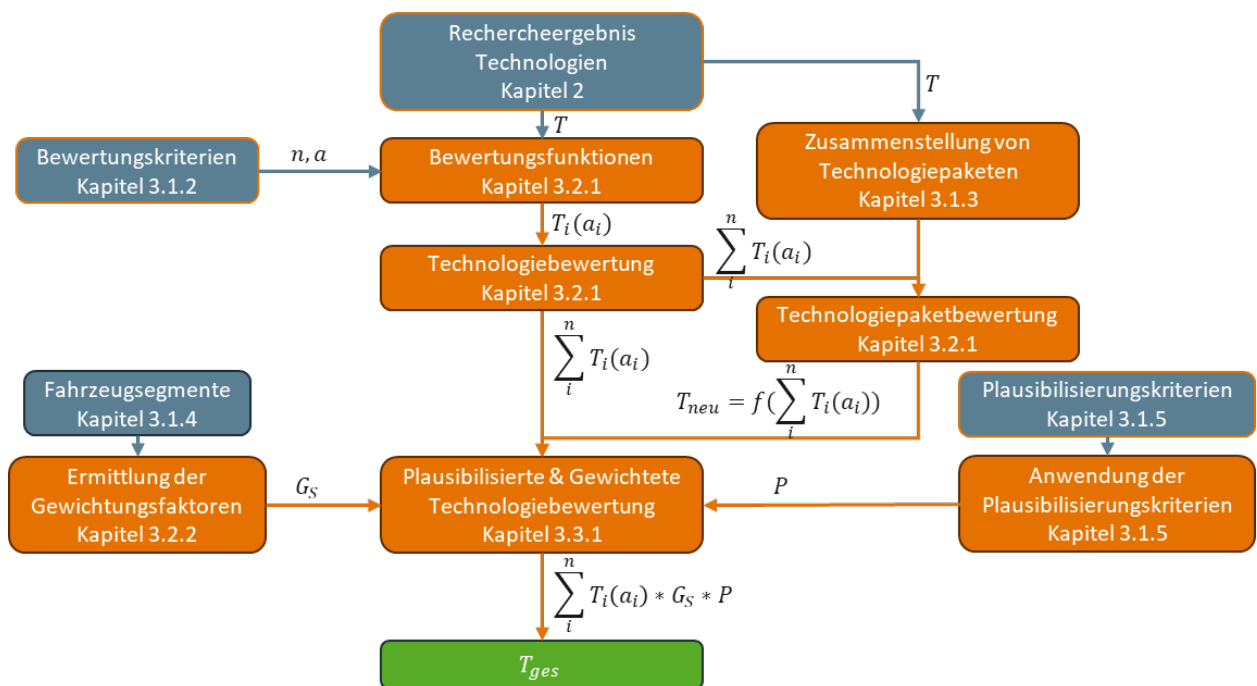 Rechercheergebnis
Technologien
Kapitel 2
T
T
Bewertungskriterien
Kapitel 3.1.2
n, a
Bewertungsfunktionen
Kapitel 3.2.1
Zusammenstellung von
Technologiepaketen
Kapitel 3.1.3
T_i(a_i)
Technologiebewertung
Kapitel 3.2.1
∑_i^n T_i(a_i)
Technologiepaketbewertung
Kapitel 3.2.1
∑_i^n T_i(a_i)
T_neu = f(∑_i^n T_i(a_i))
Fahrzeugsegmente
Kapitel 3.1.4
Plausibilisierungskriterien
Kapitel 3.1.5
Ermittlung der
Gewichtungsfaktoren
Kapitel 3.2.2
G_S
Plausibilisierte & Gewichtete
Technologiebewertung
Kapitel 3.3.1
P
Anwendung der
Plausibilisierungskriterien
Kapitel 3.1.5
∑_i^n T_i(a_i) * G_S * P
T_ges